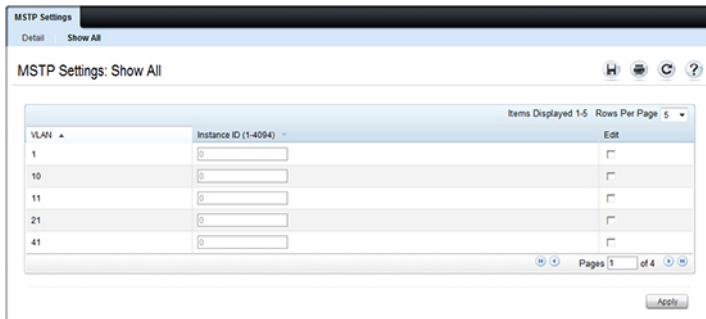 MSTP Settings
Detail Show All
MSTP Settings: Show All
Items Displayed 1-5 Rows Per Page 5
VLAN Instance ID (1-4094) Edit
1 0
10 0
11 0
21 0
41 0
Pages 1 of 4
Apply